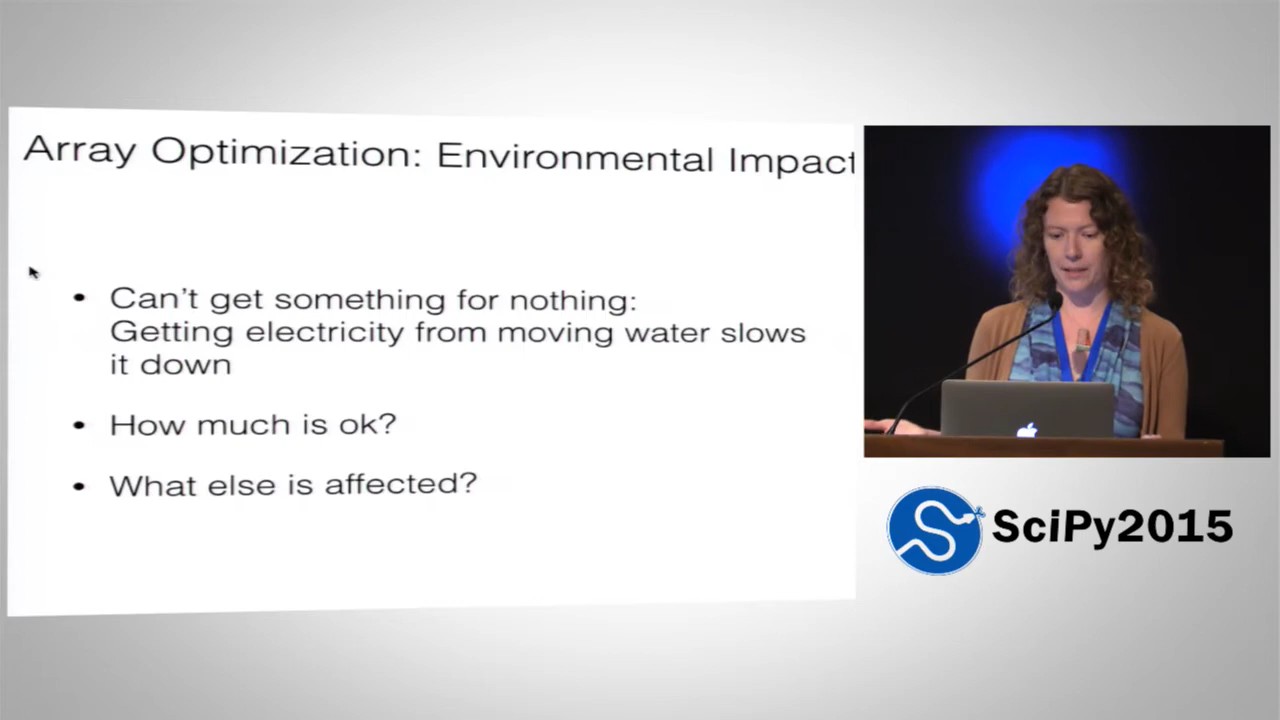 Array Optimization: Environmental Impact
• Can't get something for nothing:
Getting electricity from moving water slows
it down
• How much is ok?
• What else is affected?
SciPy2015